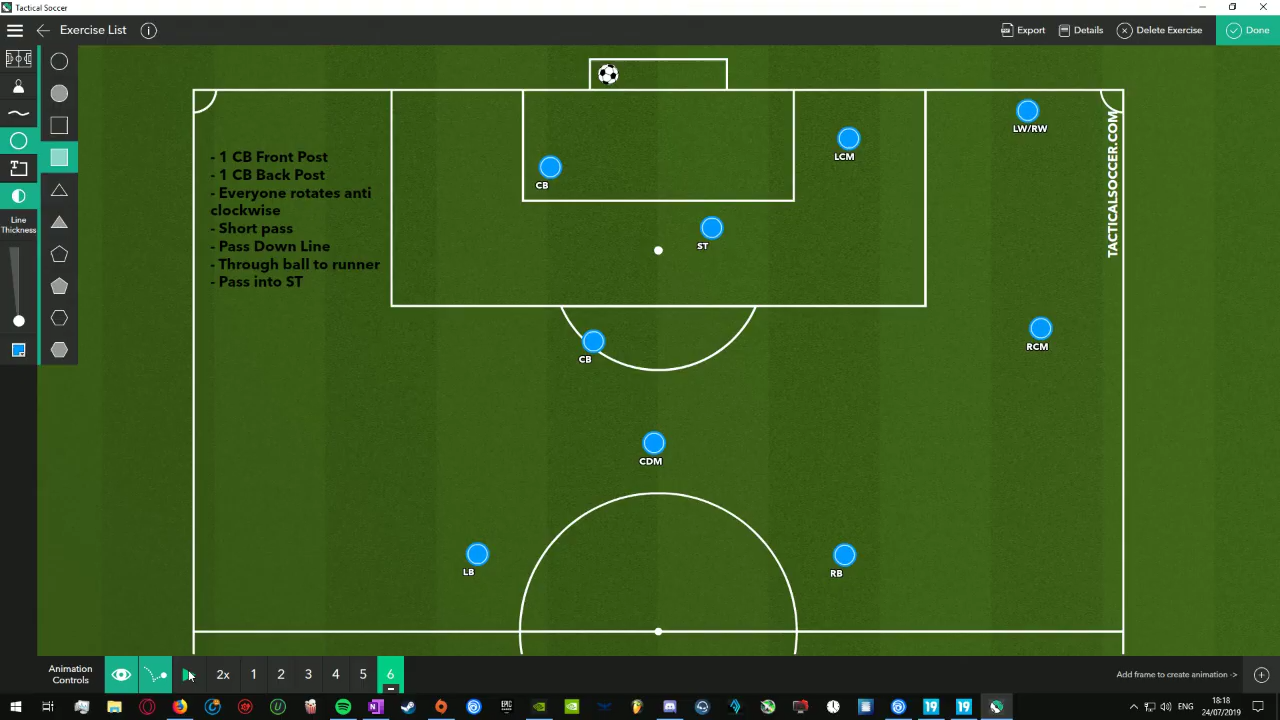 Tactical Soccer
Exercise List
Export
Details
Delete Exercise
Done
- 1 CB Front Post
- 1 CB Back Post
- Everyone rotates anti
clockwise
- Short pass
- Pass Down Line
- Through ball to runner
- Pass into ST
LW/RW
LCM
CB
ST
TACTICALSOCCER.COM
Line
Thickness
RCM
CB
CDM
LB
RB
Animation
Controls
2x
1
2
3
4
5
6
Add frame to create animation ->
ENG
18:18
24/07/2019
19
19